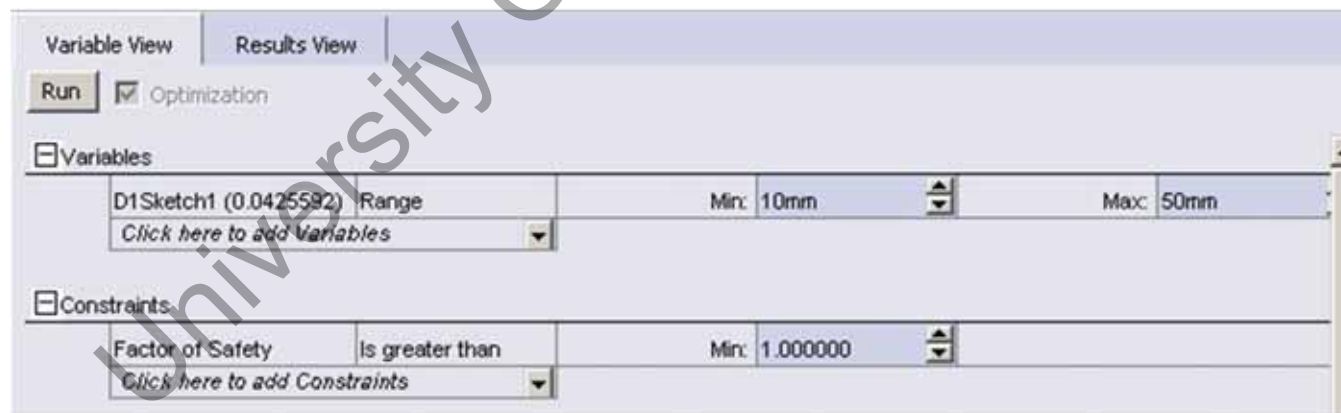 Variable View Results View
Run Optimization
Variables
D1Sketch1 (0.0425592) Range Min: 10mm Max: 50mm
Click here to add Variables
Constraints
Factor of Safety Is greater than Min: 1.000000
Click here to add Constraints
University